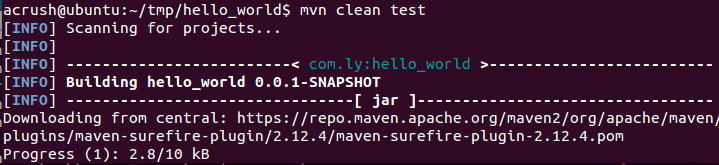 acrush@ubuntu:~/tmp/hello_world$ mvn clean test
[INFO] Scanning for projects...
[INFO]
[INFO] -------------------------< com.ly:hello_world >-------------------------
[INFO] Building hello_world 0.0.1-SNAPSHOT
[INFO] --------------------------------[ jar ]---------------------------------
Downloading from central: https://repo.maven.apache.org/maven2/org/apache/maven/
plugins/maven-surefire-plugin/2.12.4/maven-surefire-plugin-2.12.4.pom
Progress (1): 2.8/10 kB